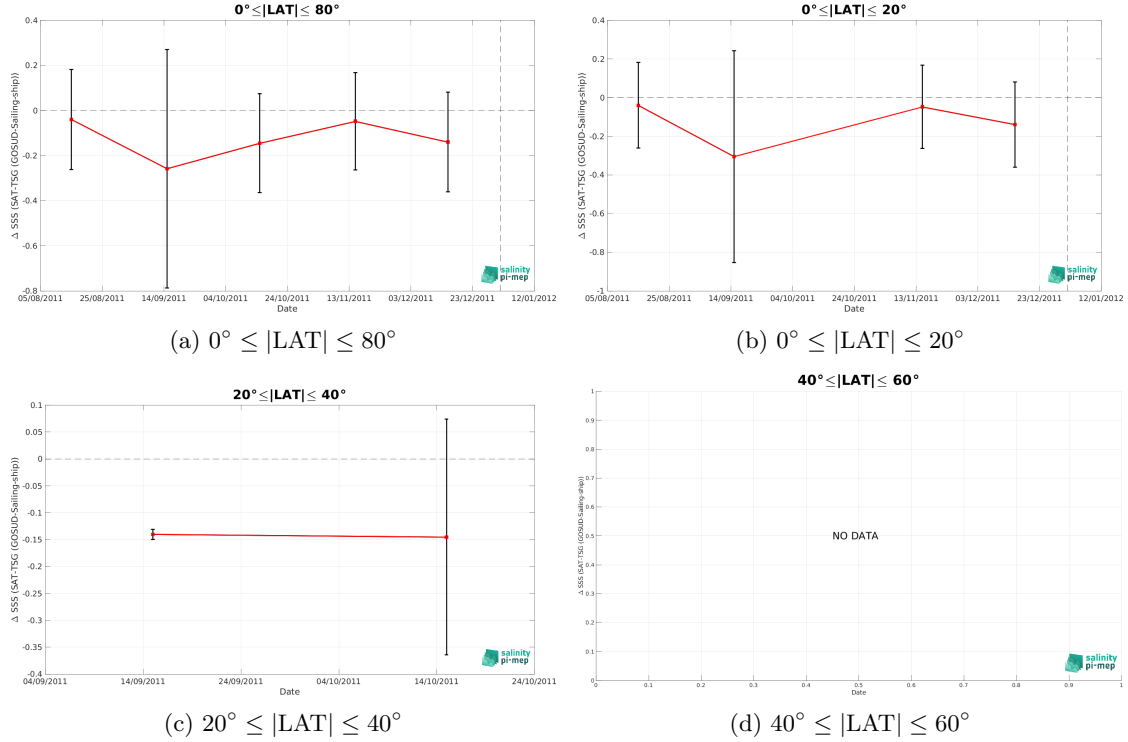 0°≤|LAT|≤ 80°
0.4
0.2
0
-0.2
-0.4
-0.6
-0.8
Δ SSS (SAT-TSG (GOSUD-Sailing-ship))
05/08/2011 25/08/2011 14/09/2011 04/10/2011 24/10/2011 13/11/2011 03/12/2011 23/12/2011 12/01/2012
Date
salinity
pi-mep
(a) 0° ≤ |LAT| ≤ 80°
0°≤|LAT|≤ 20°
0.4
0.2
0
-0.2
-0.4
-0.6
-0.8
-1
Δ SSS (SAT-TSG (GOSUD-Sailing-ship))
05/08/2011 25/08/2011 14/09/2011 04/10/2011 24/10/2011 13/11/2011 03/12/2011 23/12/2011 12/01/2012
Date
salinity
pi-mep
(b) 0° ≤ |LAT| ≤ 20°
20°≤|LAT|≤ 40°
0.1
0.05
0
-0.05
-0.1
-0.15
-0.2
-0.25
-0.3
-0.35
-0.4
Δ SSS (SAT-TSG (GOSUD-Sailing-ship))
04/09/2011 14/09/2011 24/09/2011 04/10/2011 14/10/2011 24/10/2011
Date
salinity
pi-mep
(c) 20° ≤ |LAT| ≤ 40°
40°≤|LAT|≤ 60°
1
0.9
0.8
0.7
0.6
0.5
0.4
0.3
0.2
0.1
0
Δ SSS (SAT-TSG (GOSUD-Sailing-ship))
NO DATA
0 0.1 0.2 0.3 0.4 0.5 0.6 0.7 0.8 0.9 1
Date
salinity
pi-mep
(d) 40° ≤ |LAT| ≤ 60°